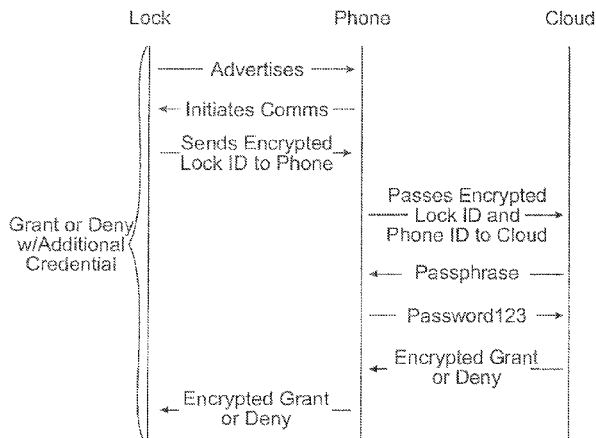 Lock
Phone
Cloud
Advertises
Initiates Comms
Sends Encrypted
Lock ID to Phone
Passes Encrypted
Lock ID and
Phone ID to Cloud
Grant or Deny
w/Additional
Credential
Passphrase
Password123
Encrypted Grant
or Deny
Encrypted Grant
or Deny